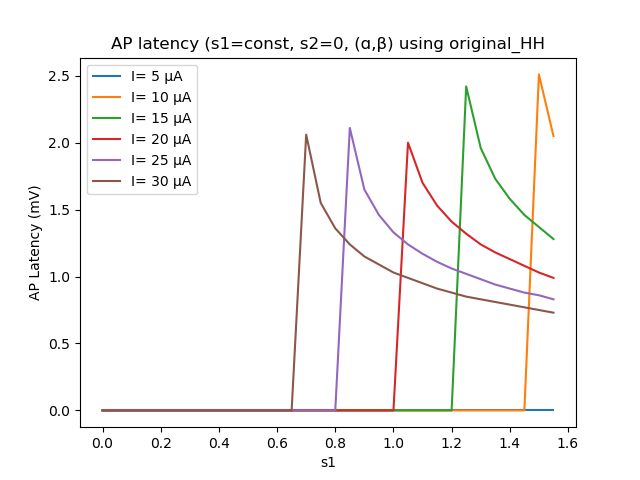 AP latency (s1=const, s2=0, (α,β) using original_HH
I= 5 μA
I= 10 μA
I= 15 μA
I= 20 μA
I= 25 μA
I= 30 μA
AP Latency (mV)
2.5
2.0
1.5
1.0
0.5
0.0
0.0 0.2 0.4 0.6 0.8 1.0 1.2 1.4 1.6
s1